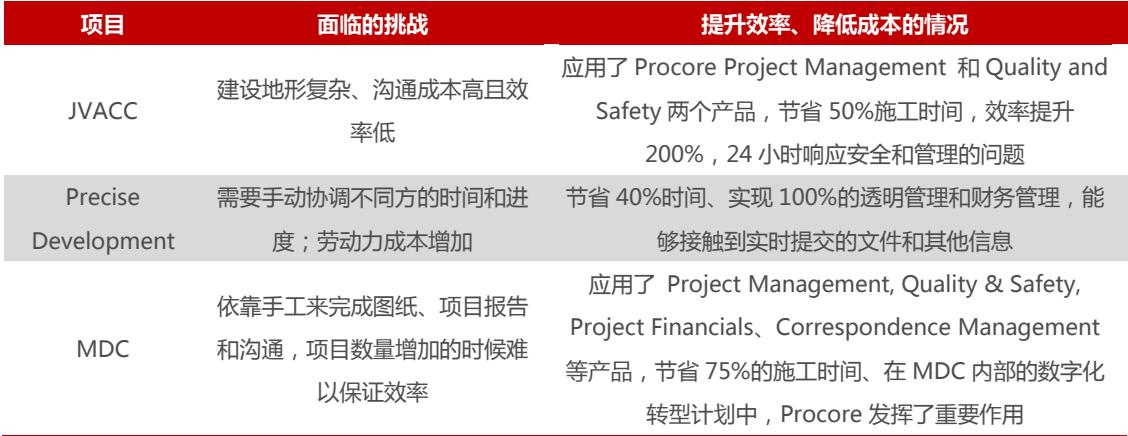 项目 面临的挑战 提升效率、降低成本的情况
JVACC
建设地形复杂、沟通成本高且效
率低
应用了 Procore Project Management 和 Quality and
Safety 两个产品，节省 50%施工时间，效率提升
200%，24 小时响应安全和管理的问题
Precise
Development
需要手动协调不同方的时间和进
度；劳动力成本增加
节省 40%时间、实现 100%的透明管理和财务管理，能
够接触到实时提交的文件和其他信息
MDC
依靠手工来完成图纸、项目报告
和沟通，项目数量增加的时候难
以保证效率
应用了 Project Management, Quality & Safety,
Project Financials、Correspondence Management
等产品，节省 75%的施工时间、在 MDC 内部的数字化
转型计划中，Procore 发挥了重要作用